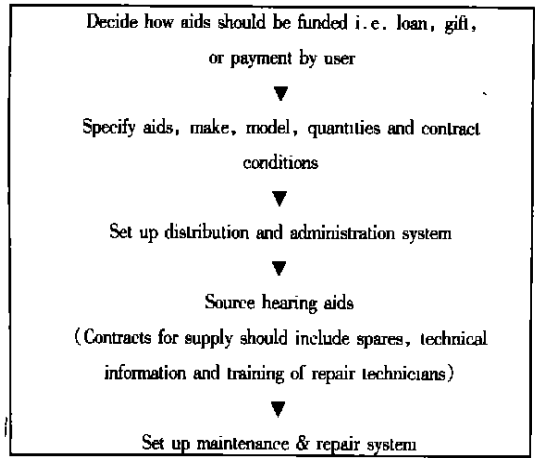 Decide how aids should be funded i.e. loan, gift,
or payment by user
▼
Specify aids, make, model, quantities and contract
conditions
▼
Set up distribution and administration system
▼
Source hearing aids
(Contracts for supply should include spares, technical
information and training of repair technicians)
▼
Set up maintenance & repair system